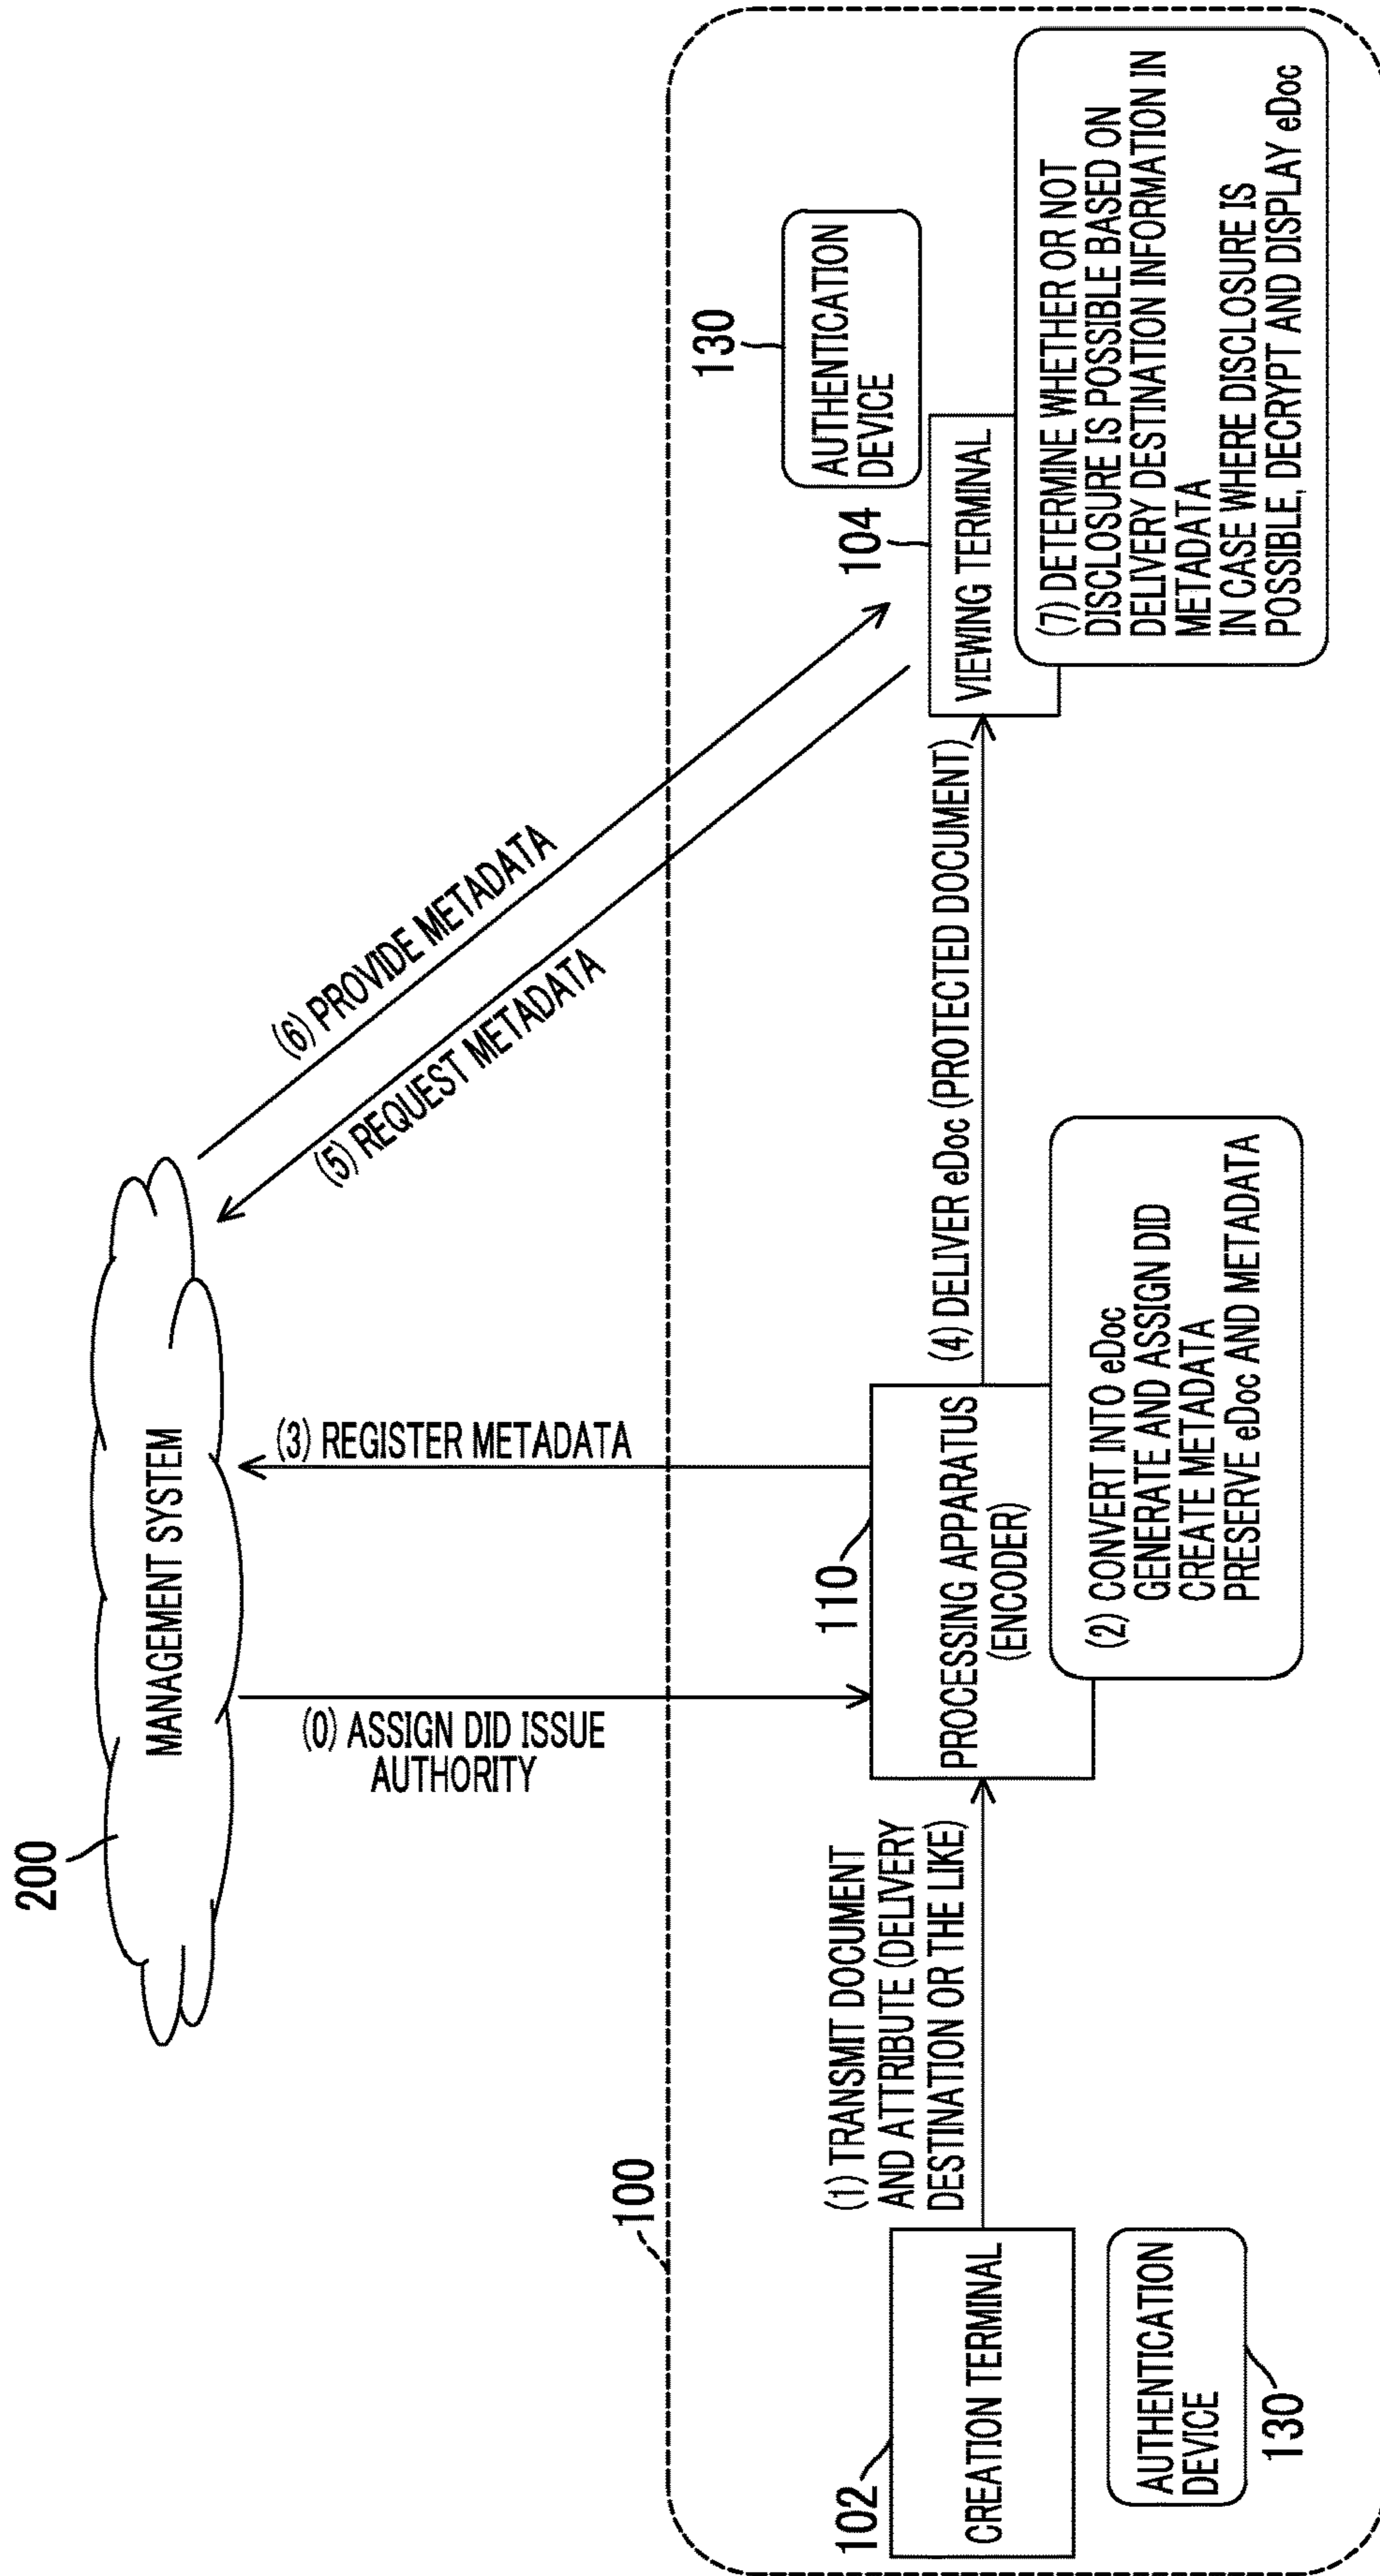 200
MANAGEMENT SYSTEM
(0) ASSIGN DID ISSUE
AUTHORITY
(3) REGISTER METADATA
(6) PROVIDE METADATA
(5) REQUEST METADATA
100
102
CREATION TERMINAL
AUTHENTICATION
DEVICE
130
(1) TRANSMIT DOCUMENT
AND ATTRIBUTE (DELIVERY
DESTINATION OR THE LIKE)
110
PROCESSING APPARATUS
(ENCODER)
(2) CONVERT INTO eDoc
GENERATE AND ASSIGN DID
CREATE METADATA
PRESERVE eDoc AND METADATA
(4) DELIVER eDoc (PROTECTED DOCUMENT)
130
AUTHENTICATION
DEVICE
104
VIEWING TERMINAL
(7) DETERMINE WHETHER OR NOT
DISCLOSURE IS POSSIBLE BASED ON
DELIVERY DESTINATION INFORMATION IN
METADATA
IN CASE WHERE DISCLOSURE IS
POSSIBLE, DECRYPT AND DISPLAY eDoc